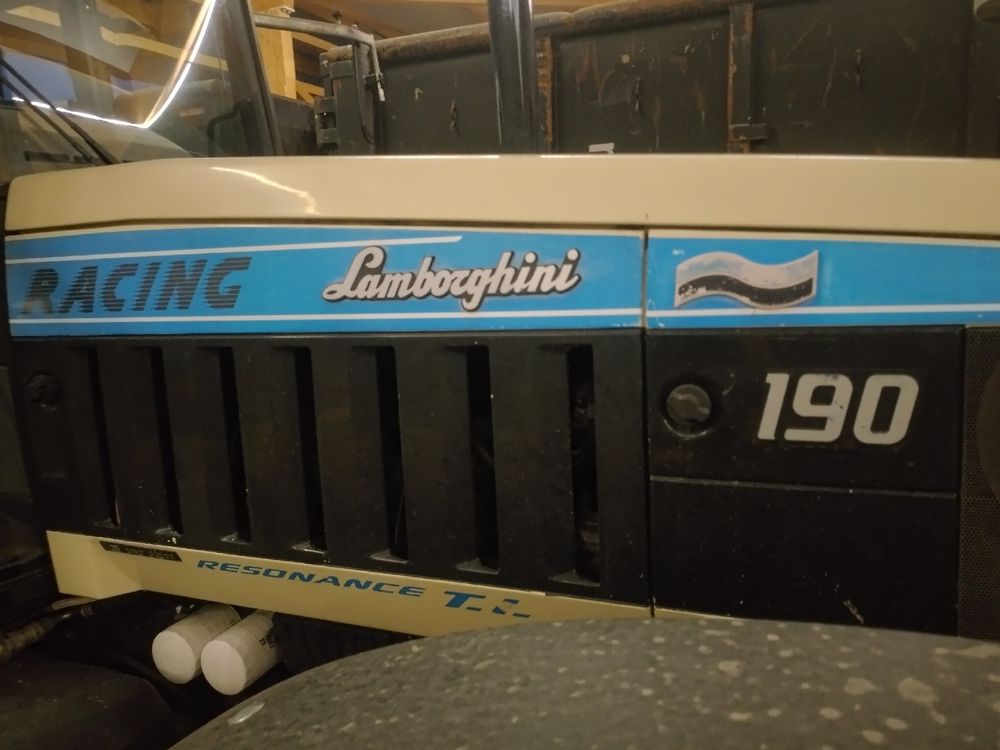 RACING
Lamborghini
190
RESONANCE T.I.